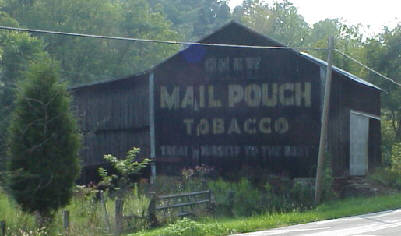 CHEW
MAIL POUCH
TOBACCO
TREAT YOURSELF TO THE BEST